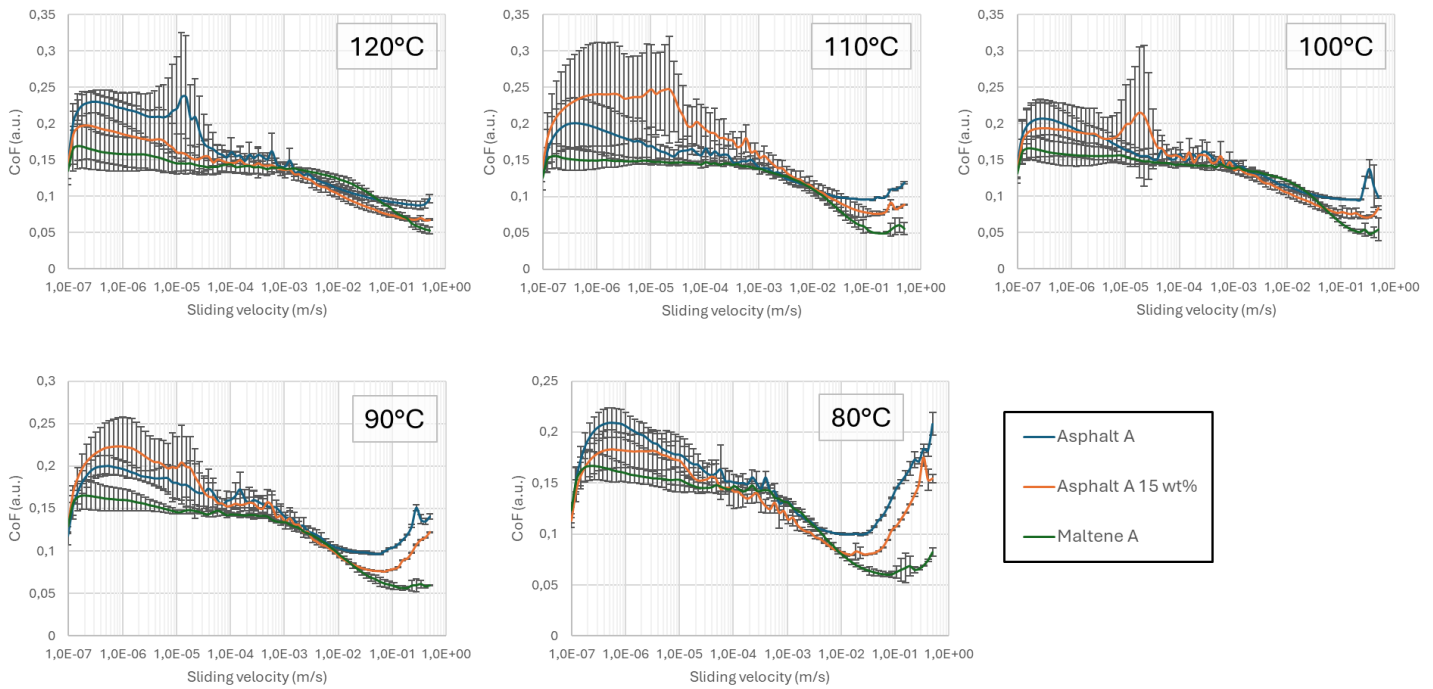 120°C
0,35
0,3
0,25
0,2
0,15
0,1
0,05
0
CoF (a.u.)
1,0E-07 1,0E-06 1,0E-05 1,0E-04 1,0E-03 1,0E-02 1,0E-01 1,0E+00
Sliding velocity (m/s)
110°C
0,35
0,3
0,25
0,2
0,15
0,1
0,05
0
CoF (a.u.)
1,0E-07 1,0E-06 1,0E-05 1,0E-04 1,0E-03 1,0E-02 1,0E-01 1,0E+00
Sliding velocity (m/s)
100°C
0,35
0,3
0,25
0,2
0,15
0,1
0,05
0
CoF (a.u.)
1,0E-07 1,0E-06 1,0E-05 1,0E-04 1,0E-03 1,0E-02 1,0E-01 1,0E+00
Sliding velocity (m/s)
90°C
0,3
0,25
0,2
0,15
0,1
0,05
0
CoF (a.u.)
1,0E-07 1,0E-06 1,0E-05 1,0E-04 1,0E-03 1,0E-02 1,0E-01 1,0E+00
Sliding velocity (m/s)
80°C
0,25
0,2
0,15
0,1
0,05
0
CoF (a.u.)
1,0E-07 1,0E-06 1,0E-05 1,0E-04 1,0E-03 1,0E-02 1,0E-01 1,0E+00
Sliding velocity (m/s)
Asphalt A
Asphalt A 15 wt%
Maltene A